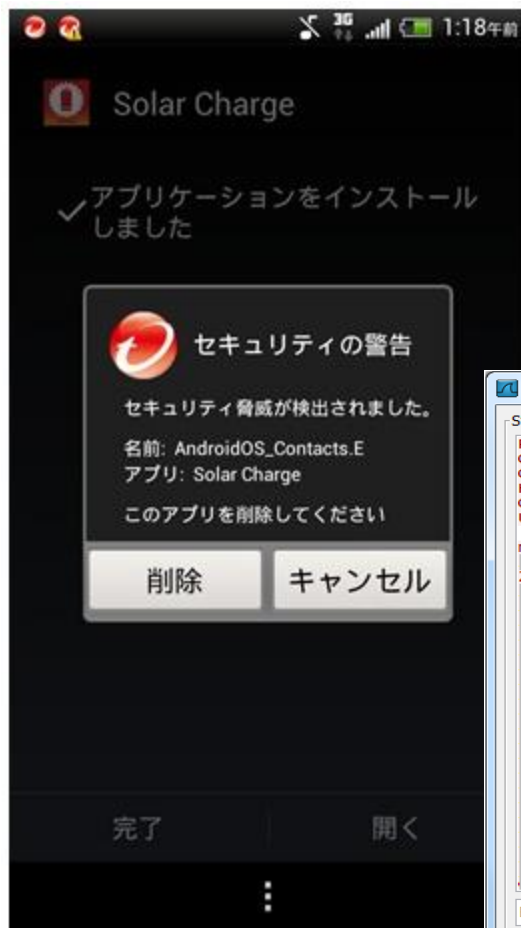 3G
1:18午前
Solar Charge
アプリケーションをインストール
しました
セキュリティの警告
セキュリティ脅威が検出されました。
名前: AndroidOS_Contacts.E
アプリ: Solar Charge
このアプリを削除してください
削除
キャンセル
完了
開く